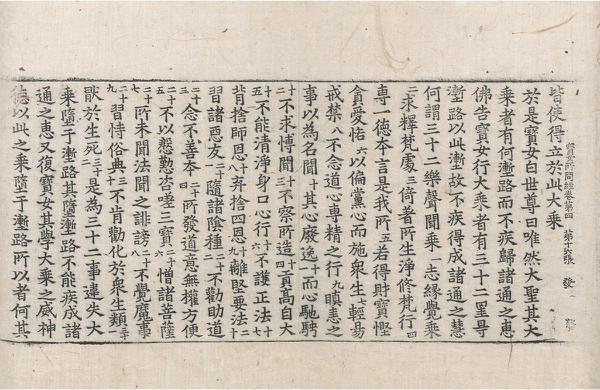 皆使得立於此大乘
寶女所問經卷第四 第十六張 發
於是寶女白世尊曰唯然大聖其大
乘者有何壍路而不疾歸諸通之恵
佛告寶女行大乘者有三十二罣㝵
壍路以此壍故不疾得成諸通之慧
何謂三十二樂聲聞乘一志縁覺乘
二求釋梵處三倚著所生淨修梵行四
専一德本言是我所五若得財寶慳
貪愛悋六以偏黨心而施衆生七輕易
戒禁八不念道心專精之行九瞋恚之
事以為名聞十其心廢逸十一而心馳騁
十二不求博聞十三不察所造十四貢高自大
十五不能清淨身口心行十六不護正法十七
背捨師恩十八弃捨四恩十九離堅要法二十
習諸惡友二十一隨諸陰種二十二不勸助道
二十三念不善本二十四所發道意無權方便
二十五不以慇懃咨嗟三寶二十六憎諸菩薩
二十七所未聞法聞之誹謗二十八不覺魔事
二十九習恃俗典三十不肯勸化於衆生類三十一
猒於生死三十二是為三十二事違失大
乘墮于壍路其墮壍路不能疾成諸
通之恵又復寶女其學大乘之威神
德以此之乘墮于壍路所以者何其